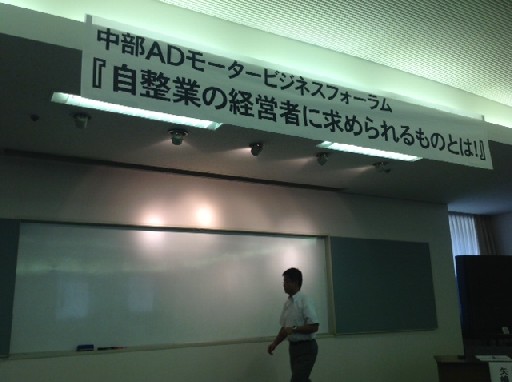 中部ADモータービジネスフォーラム
『自整業の経営者に求められるものとは!』